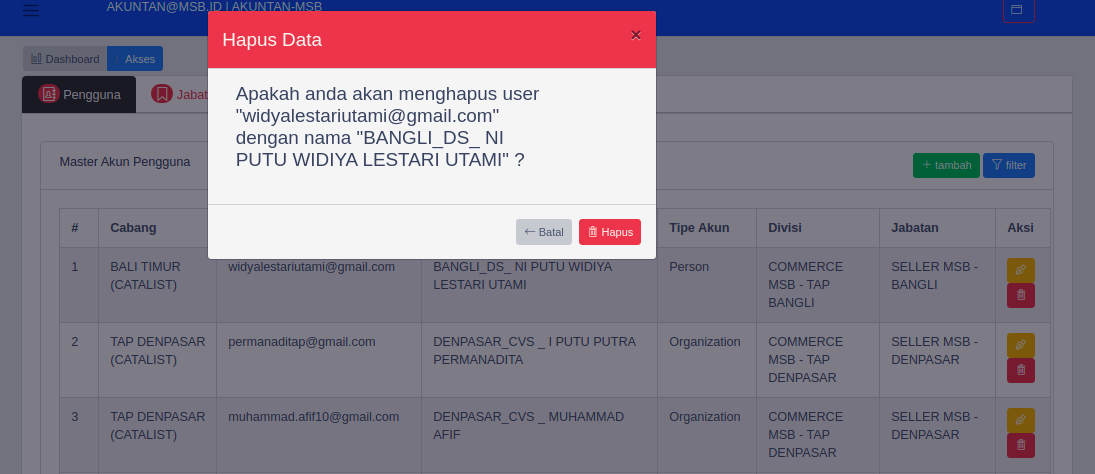 AKUNTAN@MSB.ID | AKUNTAN-MSB
Hapus Data ×
Dashboard Akses
Pengguna Jabat
Apakah anda akan menghapus user
"widyalestariutami@gmail.com"
dengan nama "BANGLI_DS_ NI
PUTU WIDIYA LESTARI UTAMI" ?
Batal Hapus
Master Akun Pengguna + tambah filter
# Cabang Tipe Akun Divisi Jabatan Aksi
1 BALI TIMUR widyalestariutami@gmail.com BANGLI_DS_ NI PUTU WIDIYA Person COMMERCE SELLER MSB -
(CATALIST) LESTARI UTAMI MSB - TAP BANGLI
BANGLI
2 TAP DENPASAR permanaditap@gmail.com DENPASAR_CVS _ I PUTU PUTRA Organization COMMERCE SELLER MSB -
(CATALIST) PERMANADITA MSB - TAP DENPASAR
DENPASAR
3 TAP DENPASAR muhammad.afif10@gmail.com DENPASAR_CVS _ MUHAMMAD Organization COMMERCE SELLER MSB -
(CATALIST) AFIF MSB - TAP DENPASAR
DENPASAR